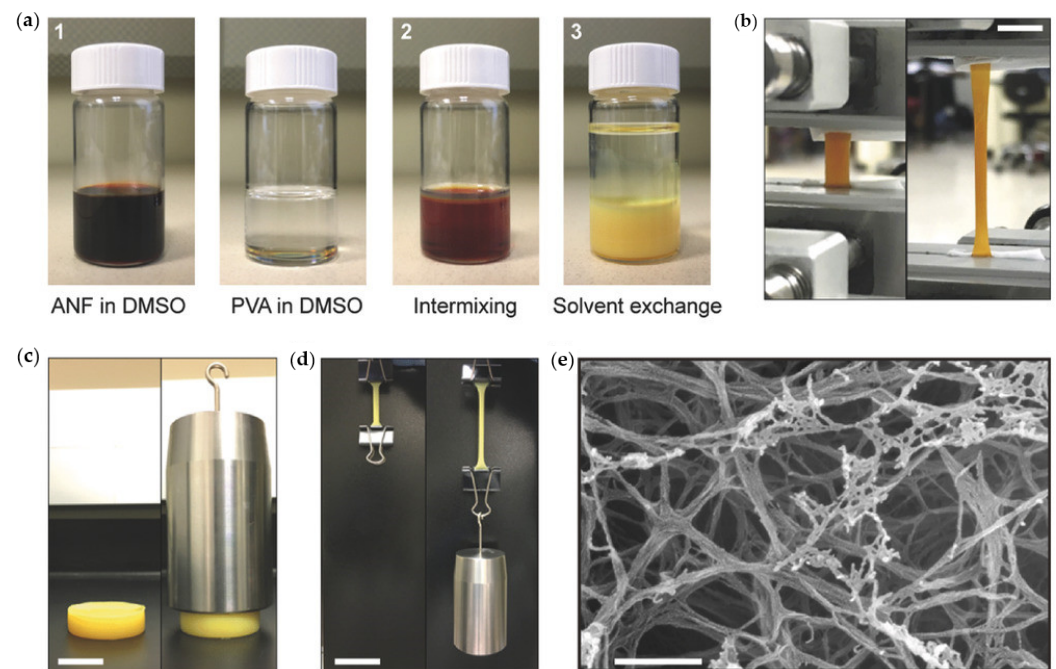 (a)
1
2
3
ANF in DMSO
PVA in DMSO
Intermixing
Solvent exchange
(b)
(c)
(d)
(e)